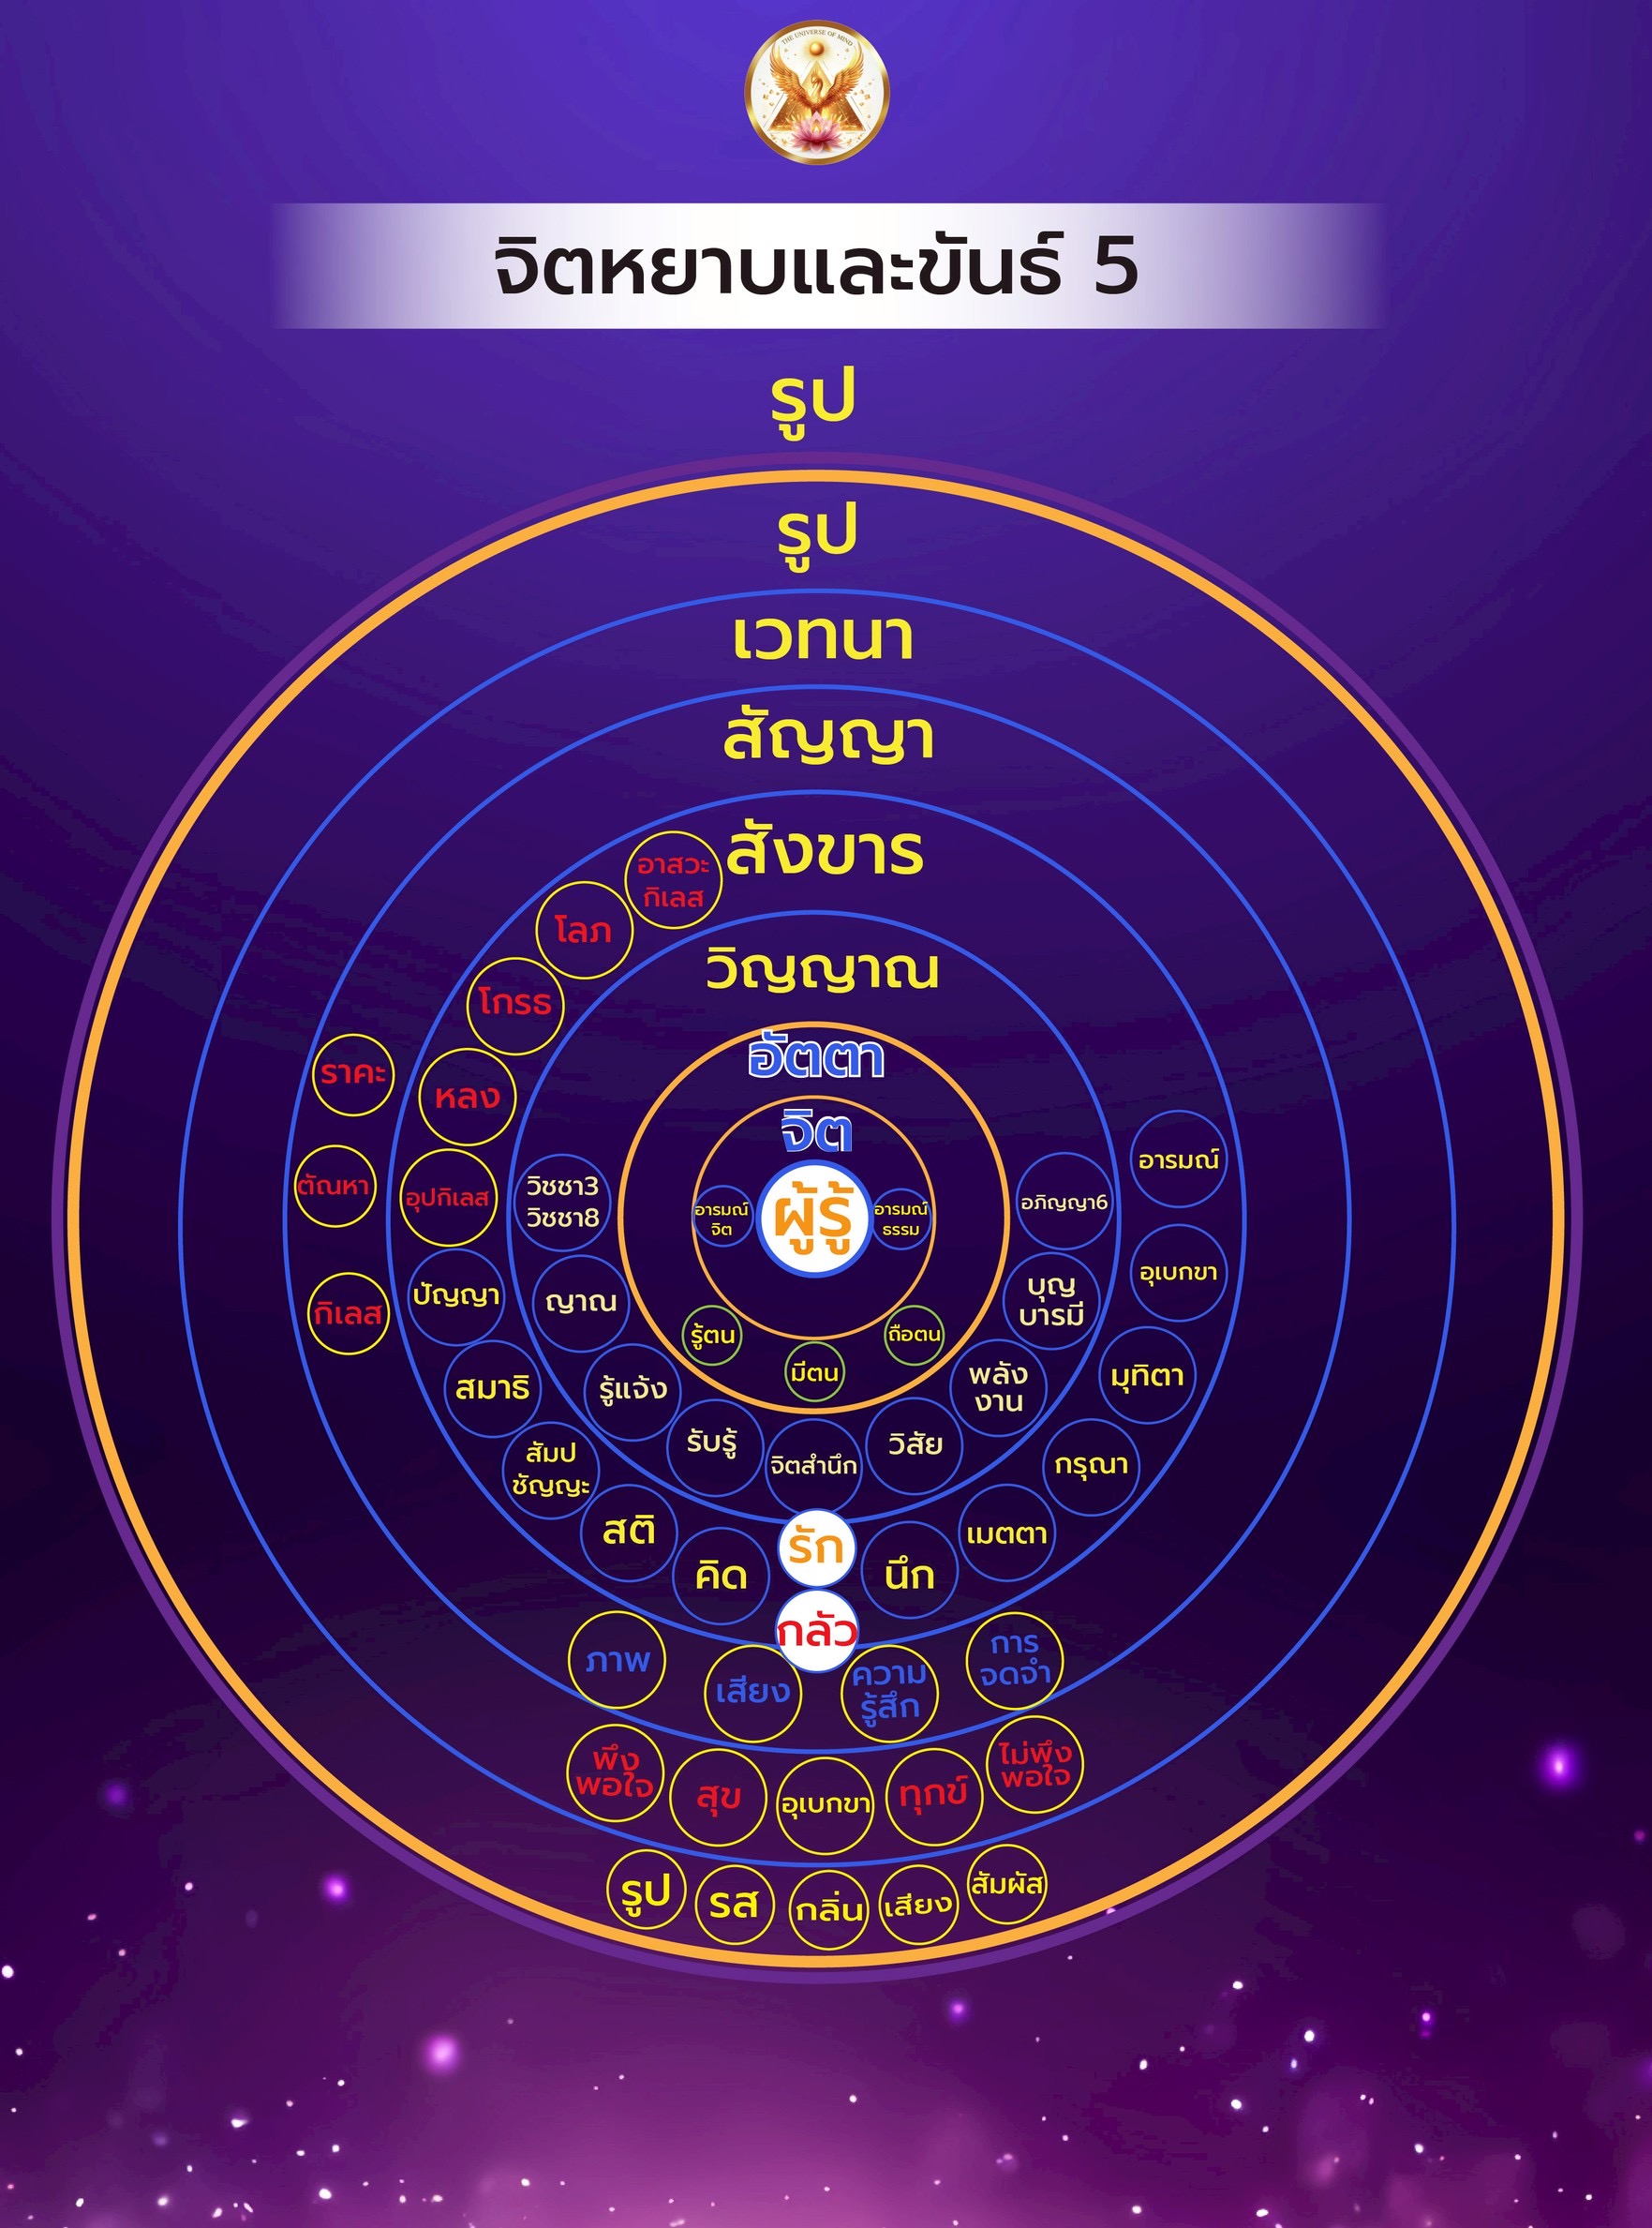 THE UNIVERSE OF MIND
จิตหยาบและขันธ์ 5
รูป
รูป
เวทนา
สัญญา
สังขาร
อาสวะ
กิเลส
โลภ
โกรธ
หลง
อุปกิเลส
ราคะ
ตัณหา
กิเลส
วิญญาณ
อัตตา
จิต
ผู้รู้
อารมณ์
จิต
อารมณ์
ธรรม
รู้ตน
มีตน
ถือตน
วิชชา3
วิชชา8
ญาณ
รู้แจ้ง
รับรู้
จิตสำนึก
วิสัย
พลัง
งาน
บุญ
บารมี
อภิญญา6
ปัญญา
สมาธิ
สัมป
ชัญญะ
สติ
คิด
รัก
กลัว
นึก
เมตตา
กรุณา
มุทิตา
อุเบกขา
อารมณ์
ภาพ
เสียง
ความ
รู้สึก
การ
จดจำ
พึง
พอใจ
สุข
อุเบกขา
ทุกข์
ไม่พึง
พอใจ
รูป
รส
กลิ่น
เสียง
สัมผัส